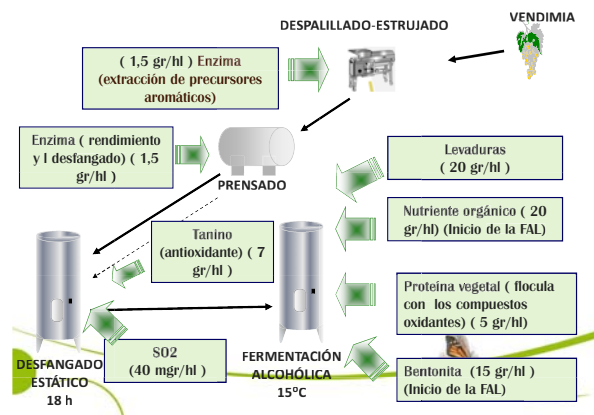 VENDIMIA
DESPALILLADO-ESTRUJADO
( 1,5 gr/hl ) Enzima
(extracción de precursores
aromáticos)
Enzima ( rendimiento
y l desfangado) ( 1,5
gr/hl )
PRENSADO
Levaduras
(20 gr/hl )
Nutriente orgánico ( 20
gr/hl) (Inicio de la FAL)
Tanino
(antioxidante) ( 7
gr/hl )
Proteína vegetal ( flocula
con los compuestos
oxidantes) ( 5 gr/hl)
SO2
(40 mgr/hl )
Bentonita (15 gr/hl )
(Inicio de la FAL)
DESFANGADO
ESTÁTICO
18 h
FERMENTACIÓN
ALCOHÓLICA
15ºC